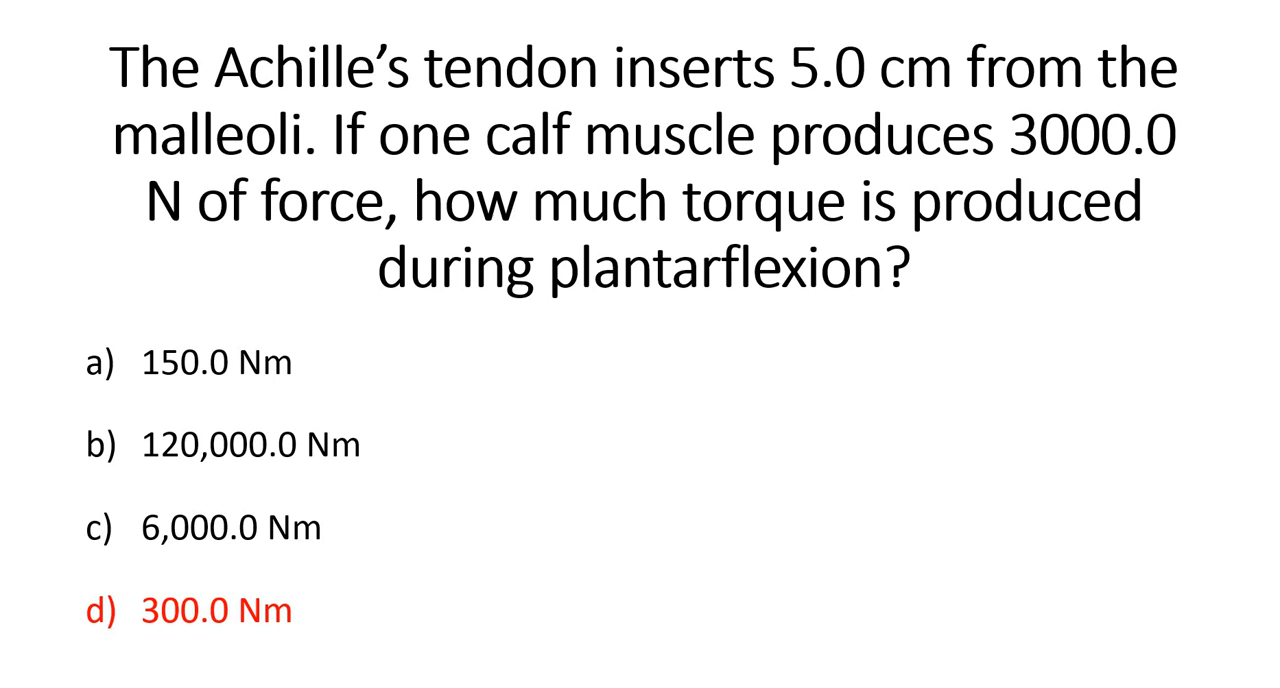 The Achille’s tendon inserts 5.0 cm from the
malleoli. If one calf muscle produces 3000.0
N of force, how much torque is produced
during plantarflexion?
a) 150.0 Nm
b) 120,000.0 Nm
c) 6,000.0 Nm
d) 300.0 Nm